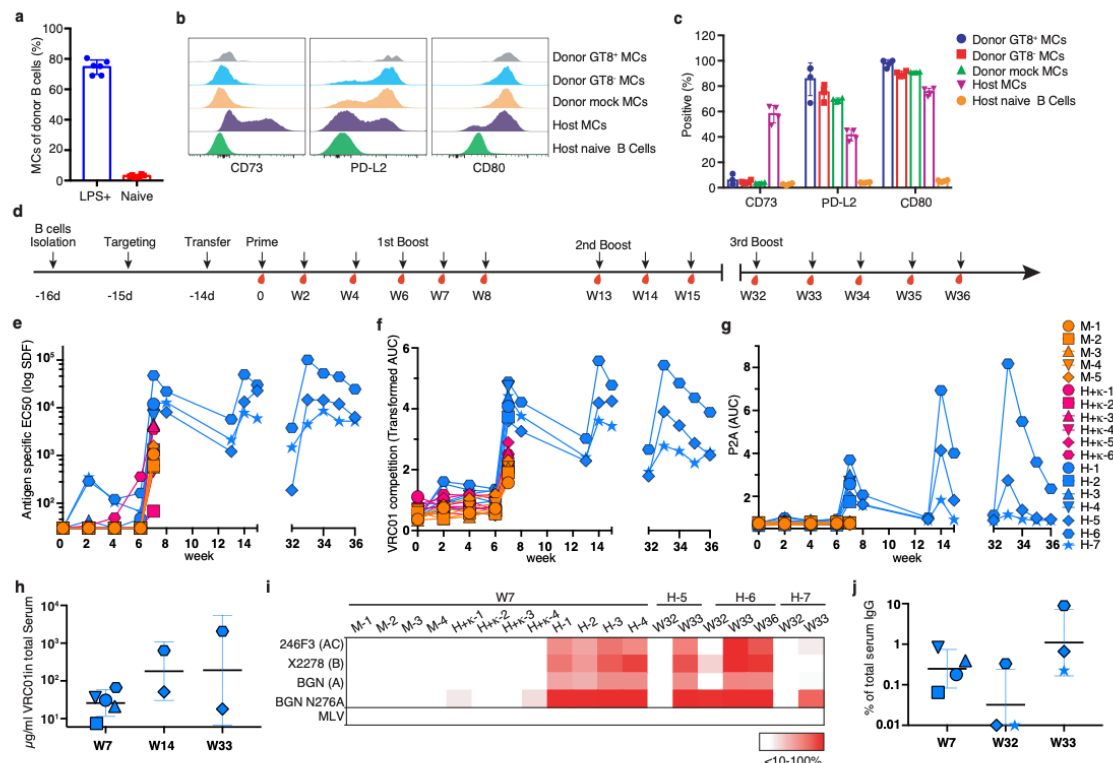 a
MCs of donor B cells (%)
100
80
60
40
20
0
LPS+ Naive
b
Donor GT8+ MCs
Donor GT8- MCs
Donor mock MCs
Host MCs
Host naive B Cells
CD73 PD-L2 CD80
c
Positive (%)
120
100
80
60
40
20
0
CD73 PD-L2 CD80
Donor GT8+ MCs
Donor GT8- MCs
Donor mock MCs
Host MCs
Host naive B Cells
d
B cells
Isolation Targeting Transfer Prime 1st Boost 2nd Boost 3rd Boost
-16d -15d -14d 0 W2 W4 W6 W7 W8 W13 W14 W15 W32 W33 W34 W35 W36
e
Antigen specific EC50 (log SDF)
10^5
10^4
10^3
10^2
0 2 4 6 8 10 12 14 32 34 36
week
f
VRC01 competition (Transformed AUC)
6
4
2
0
0 2 4 6 8 10 12 14 32 34 36
week
g
P2A (AUC)
8
6
4
2
0 2 4 6 8 10 12 14 32 34 36
week
M-1
M-2
M-3
M-4
M-5
H+κ-1
H+κ-2
H+κ-3
H+κ-4
H+κ-5
H+κ-6
H-1
H-2
H-3
H-4
H-5
H-6
H-7
h
µg/ml VRC01in total Serum
10^4
10^3
10^2
10^1
W7 W14 W33
i
W7 H-5 H-6 H-7
M-1 M-2 M-3 M-4 H+κ-1 H+κ-2 H+κ-3 H+κ-4 H-1 H-2 H-3 H-4 W32 W33 W32 W33 W36 W32 W33
246F3 (AC)
X2278 (B)
BGN (A)
BGN N276A
MLV
<10-100%
j
% of total serum IgG
10
1
0.1
0.01
W7 W32 W33